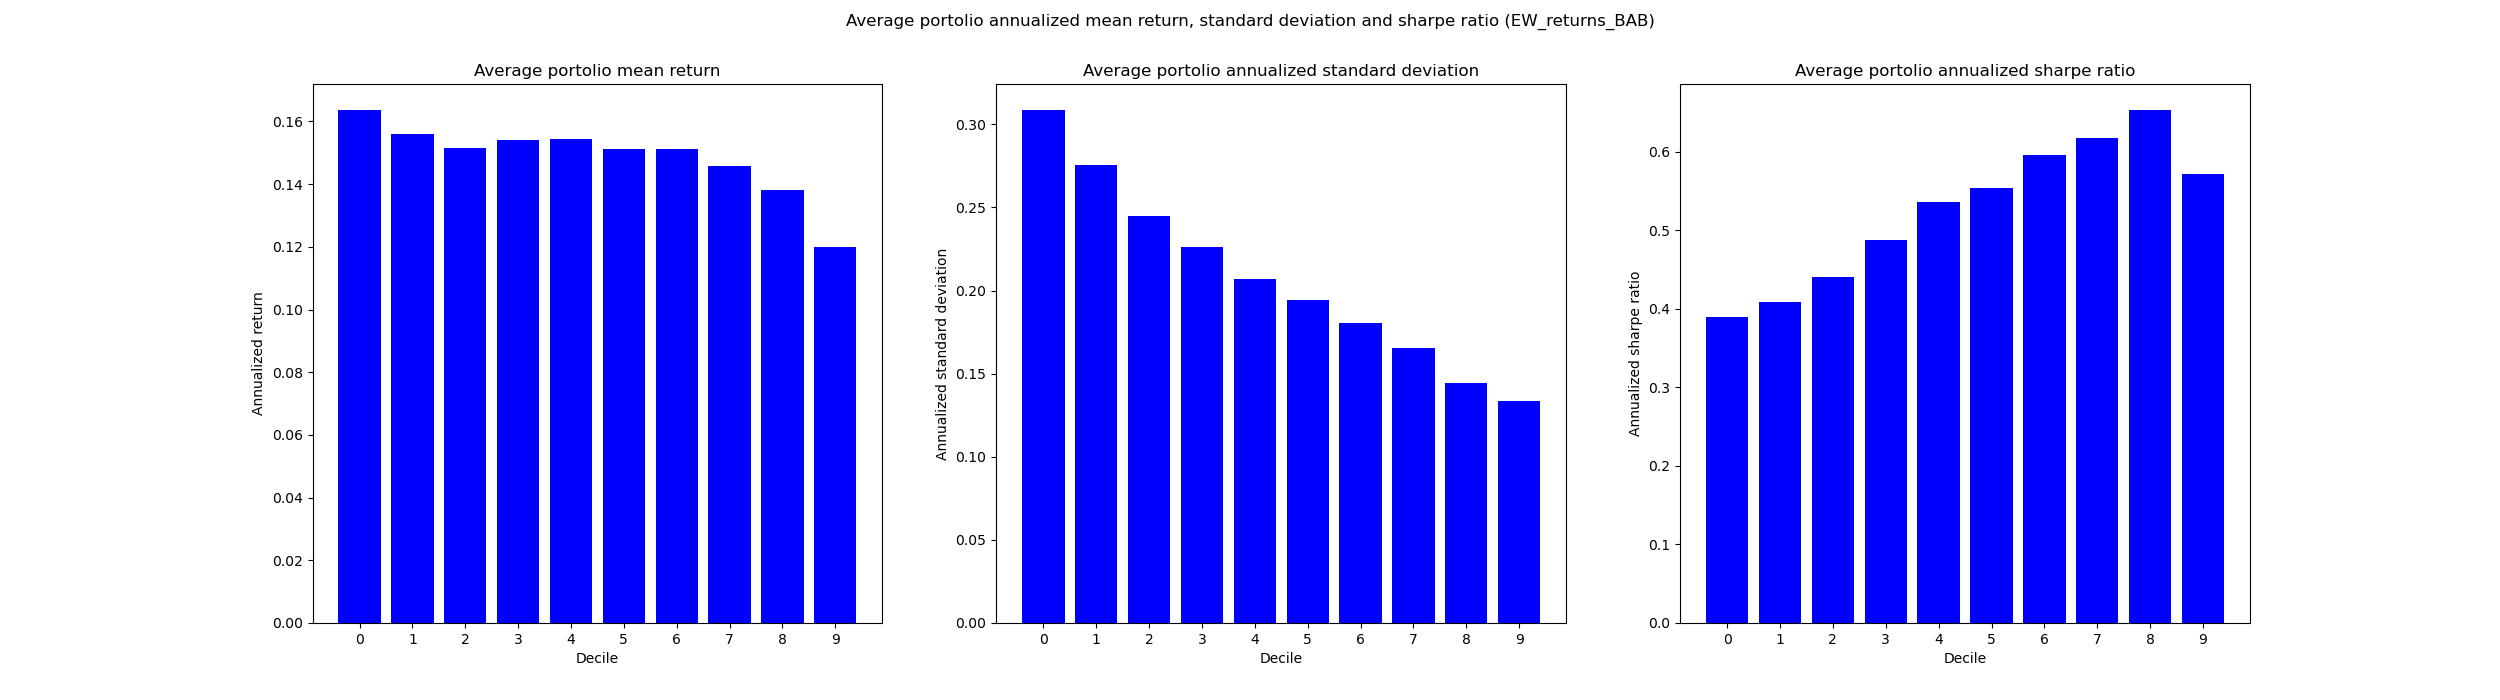 Average portolio annualized mean return, standard deviation and sharpe ratio (EW_returns_BAB)
Average portolio mean return
Annualized return
0.16
0.14
0.12
0.10
0.08
0.06
0.04
0.02
0.00
0 1 2 3 4 5 6 7 8 9
Decile
Average portolio annualized standard deviation
Annualized standard deviation
0.30
0.25
0.20
0.15
0.10
0.05
0.00
0 1 2 3 4 5 6 7 8 9
Decile
Average portolio annualized sharpe ratio
Annualized sharpe ratio
0.6
0.5
0.4
0.3
0.2
0.1
0.0
0 1 2 3 4 5 6 7 8 9
Decile